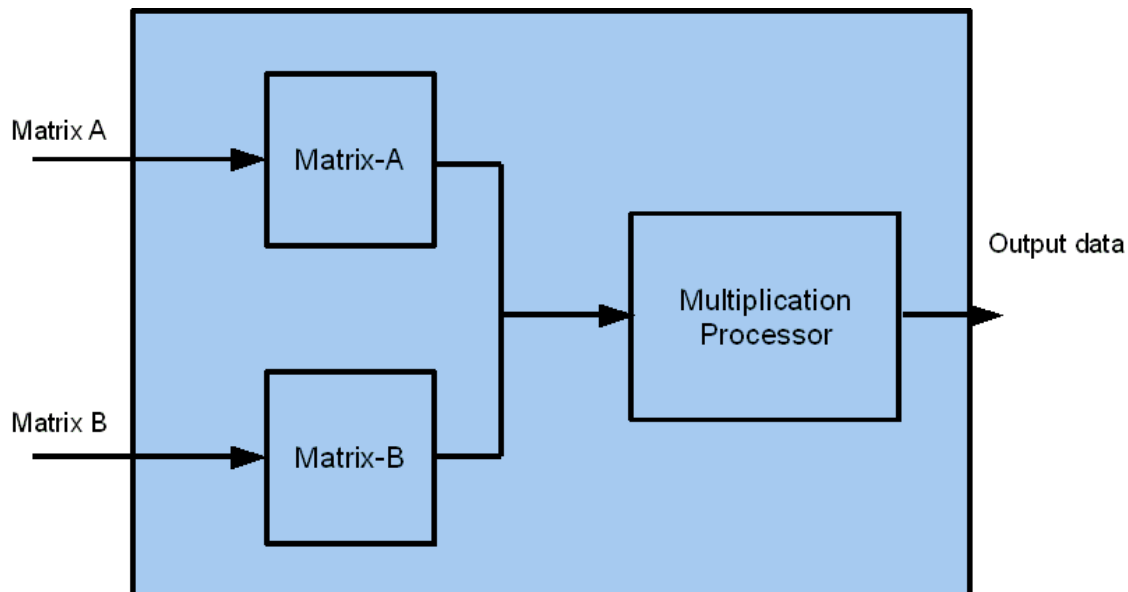 Matrix A
Matrix-A
Output data
Multiplication
Processor
Matrix B
Matrix-B